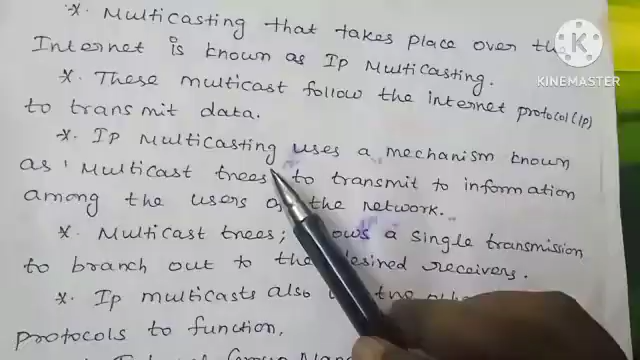 * Multicasting that takes place over the
Internet is known as Ip Multicasting.
* These multicast follow the internet protocol(Ip)
to transmit data.
* Ip Multicasting uses a mechanism known
as 'Multicast trees' to transmit to information
among the users of the network.
* Multicast trees; a single transmission
to branch out to the desired receivers.
* Ip multicasts also
protocols to function.
KINEMASTER